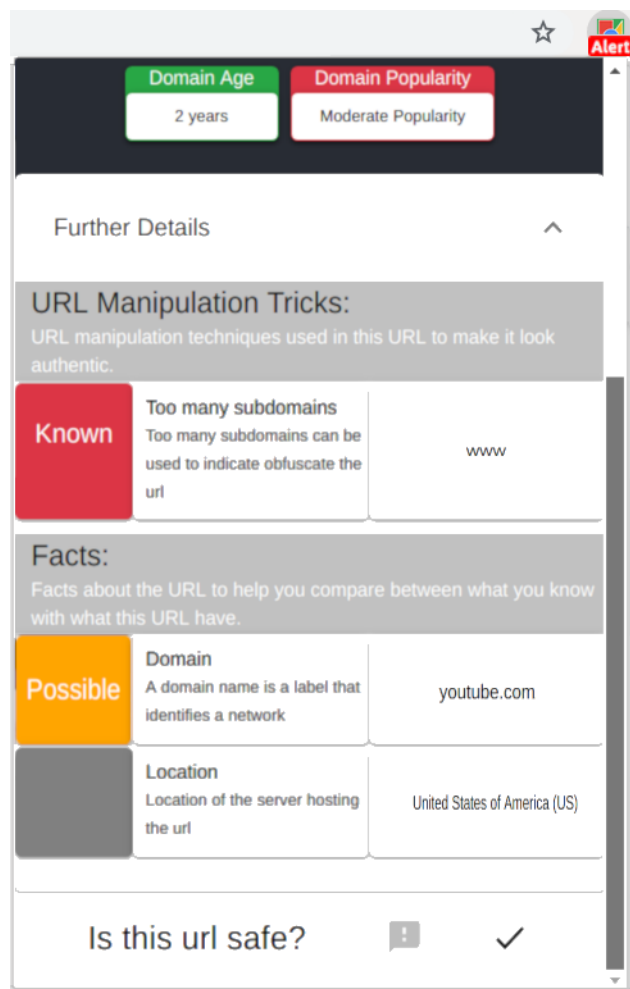 Alert
Domain Age
Domain Popularity
2 years
Moderate Popularity
Further Details
URL Manipulation Tricks:
URL manipulation techniques used in this URL to make it look
authentic.
Known
Too many subdomains
Too many subdomains can be
used to indicate obfuscate the
url
www
Facts:
Facts about the URL to help you compare between what you know
with what this URL have.
Possible
Domain
A domain name is a label that
identifies a network
youtube.com
Location
Location of the server hosting
the url
United States of America (US)
Is this url safe?